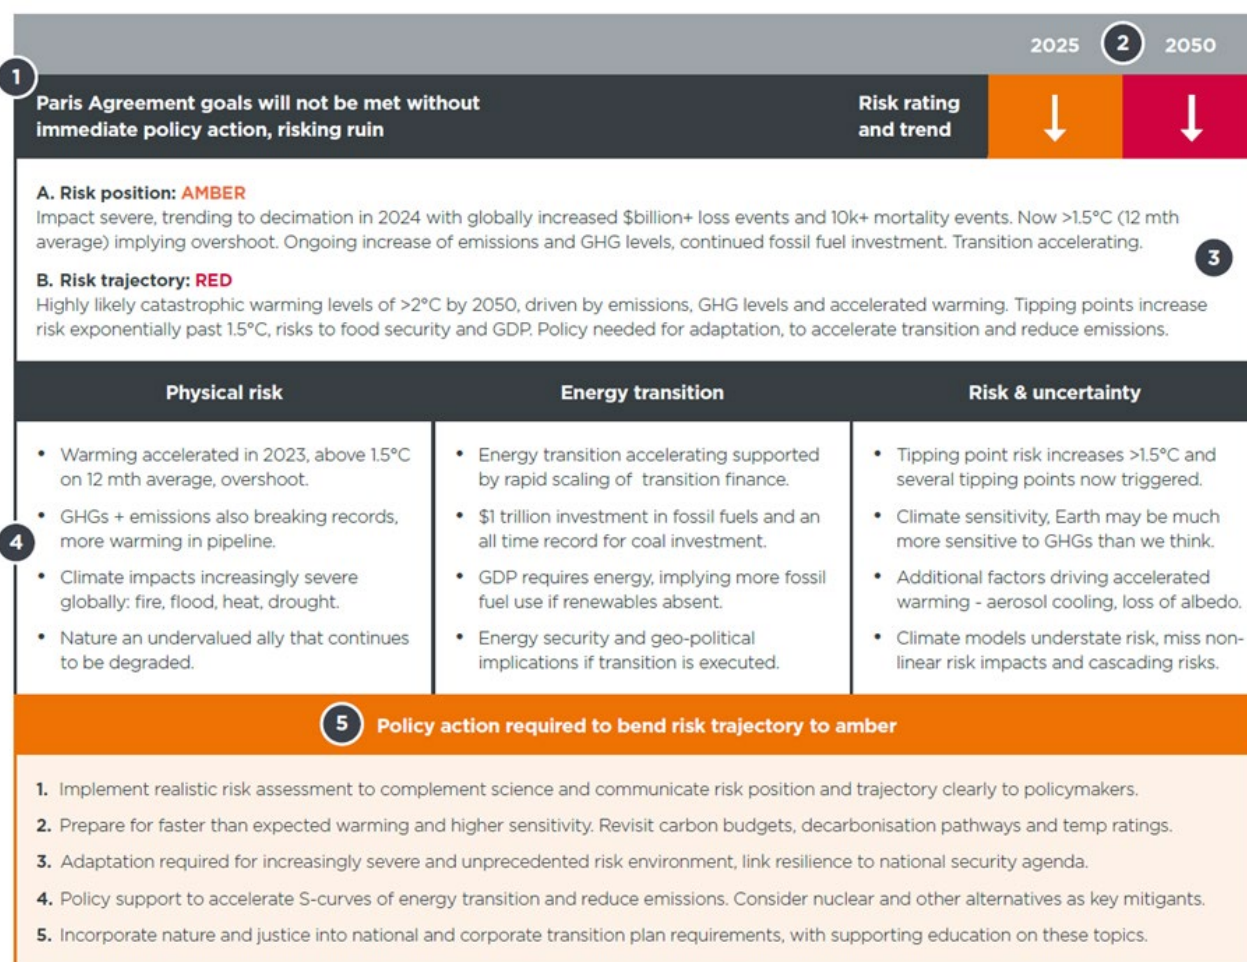 2025 2 2050
1
Paris Agreement goals will not be met without
immediate policy action, risking ruin
Risk rating
and trend
A. Risk position: AMBER
Impact severe, trending to decimation in 2024 with globally increased $billion+ loss events and 10k+ mortality events. Now >1.5°C (12 mth
average) implying overshoot. Ongoing increase of emissions and GHG levels, continued fossil fuel investment. Transition accelerating.
3
B. Risk trajectory: RED
Highly likely catastrophic warming levels of >2°C by 2050, driven by emissions, GHG levels and accelerated warming. Tipping points increase
risk exponentially past 1.5°C, risks to food security and GDP. Policy needed for adaptation, to accelerate transition and reduce emissions.
Physical risk
4
• Warming accelerated in 2023, above 1.5°C
on 12 mth average, overshoot.
• GHGs + emissions also breaking records,
more warming in pipeline.
• Climate impacts increasingly severe
globally: fire, flood, heat, drought.
• Nature an undervalued ally that continues
to be degraded.
Energy transition
• Energy transition accelerating supported
by rapid scaling of transition finance.
• $1 trillion investment in fossil fuels and an
all time record for coal investment.
• GDP requires energy, implying more fossil
fuel use if renewables absent.
• Energy security and geo-political
implications if transition is executed.
Risk & uncertainty
• Tipping point risk increases >1.5°C and
several tipping points now triggered.
• Climate sensitivity, Earth may be much
more sensitive to GHGs than we think.
• Additional factors driving accelerated
warming - aerosol cooling, loss of albedo.
• Climate models understate risk, miss non-
linear risk impacts and cascading risks.
5 Policy action required to bend risk trajectory to amber
1. Implement realistic risk assessment to complement science and communicate risk position and trajectory clearly to policymakers.
2. Prepare for faster than expected warming and higher sensitivity. Revisit carbon budgets, decarbonisation pathways and temp ratings.
3. Adaptation required for increasingly severe and unprecedented risk environment, link resilience to national security agenda.
4. Policy support to accelerate S-curves of energy transition and reduce emissions. Consider nuclear and other alternatives as key mitigants.
5. Incorporate nature and justice into national and corporate transition plan requirements, with supporting education on these topics.